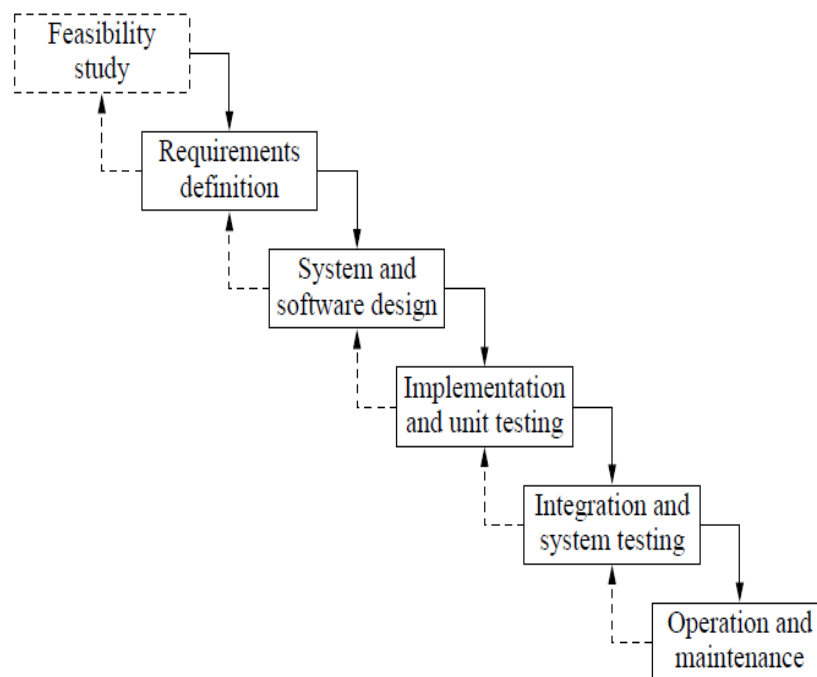 Feasibility
study
Requirements
definition
System and
software design
Implementation
and unit testing
Integration and
system testing
Operation and
maintenance